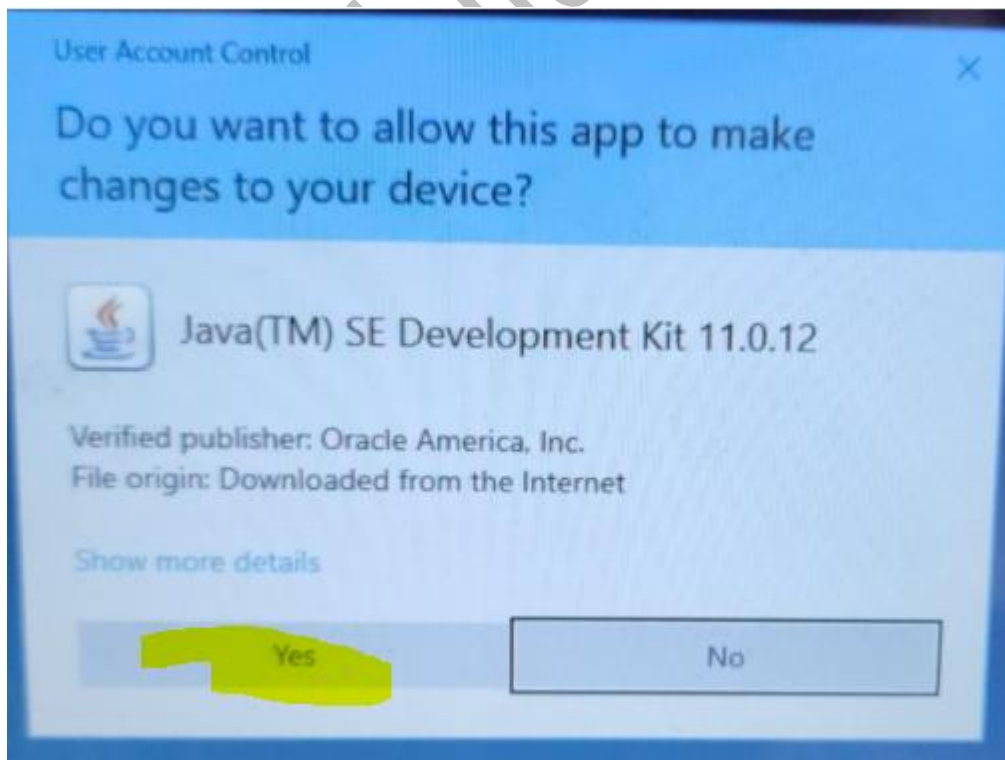 User Account Control
Do you want to allow this app to make
changes to your device?
Java(TM) SE Development Kit 11.0.12
Verified publisher: Oracle America, Inc.
File origin: Downloaded from the Internet
Show more details
Yes
No